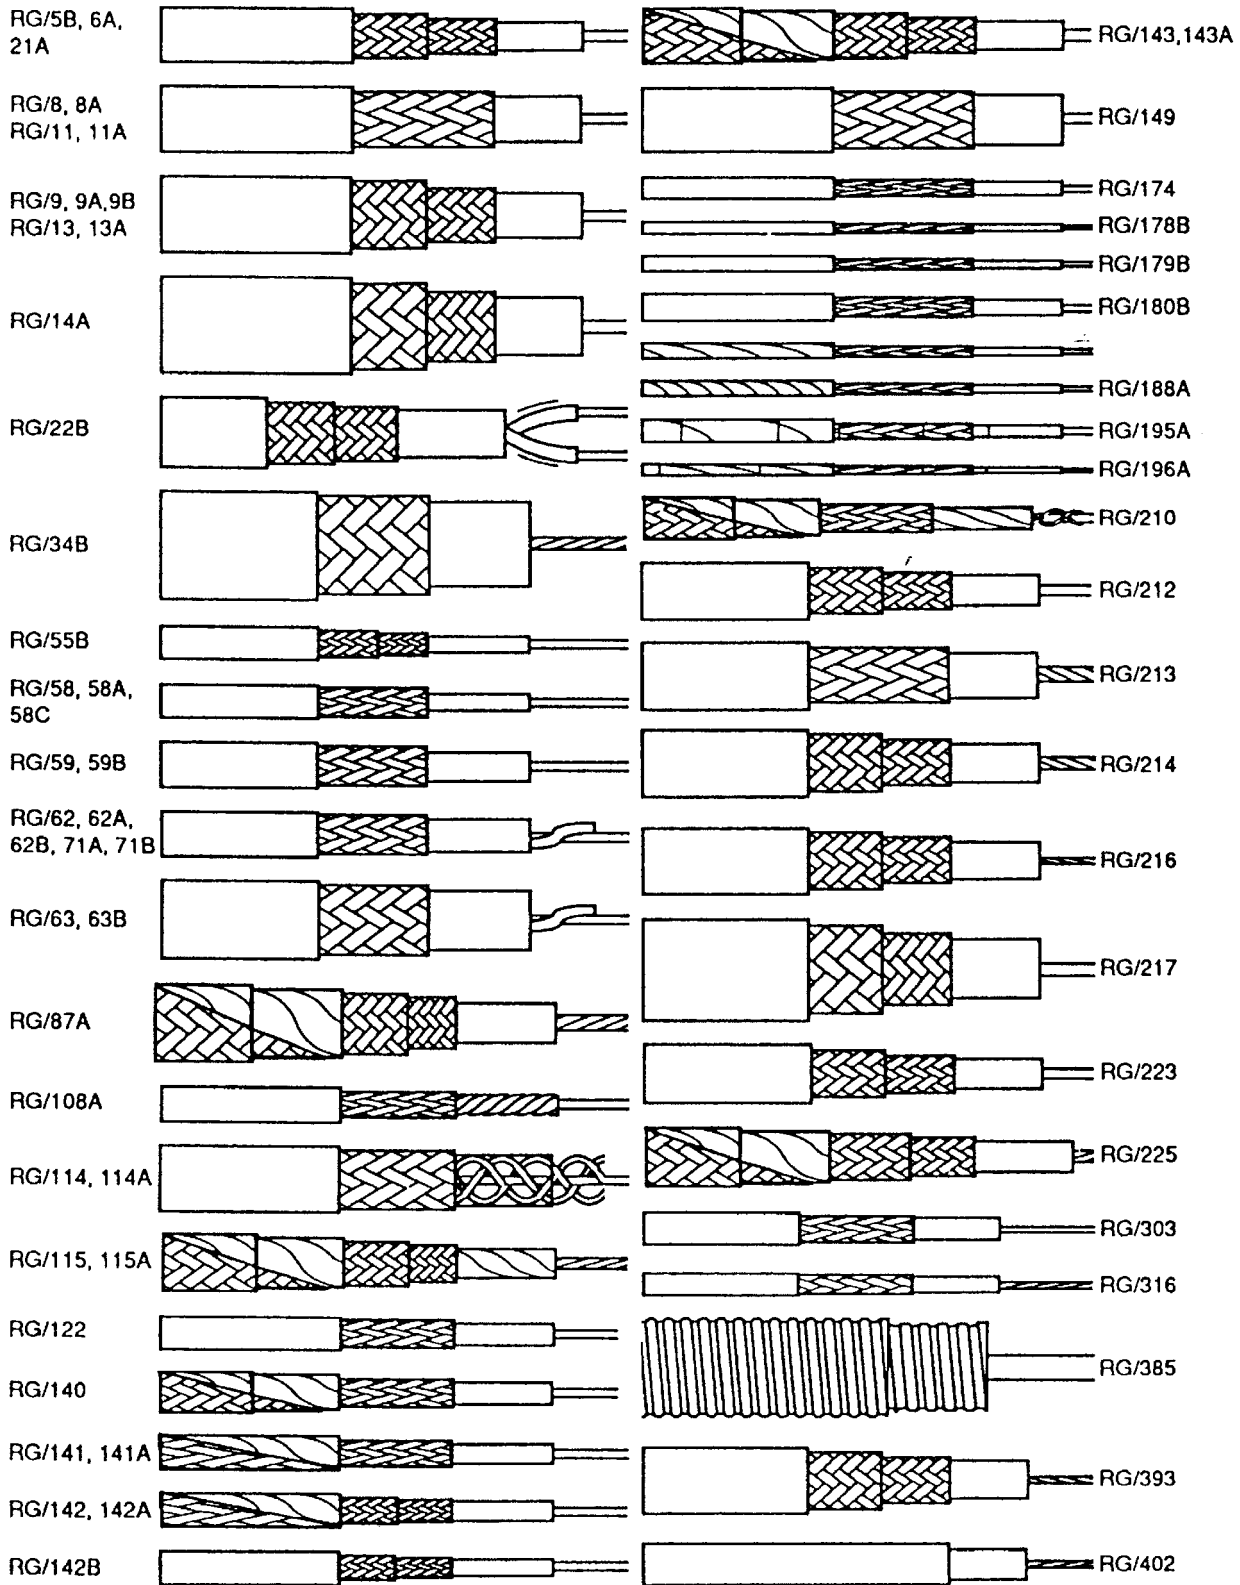 RG/5B, 6A,
21A
RG/8, 8A
RG/11, 11A
RG/9, 9A,9B
RG/13, 13A
RG/14A
RG/22B
RG/34B
RG/55B
RG/58, 58A,
58C
RG/59, 59B
RG/62, 62A,
62B, 71A, 71B
RG/63, 63B
RG/87A
RG/108A
RG/114, 114A
RG/115, 115A
RG/122
RG/140
RG/141, 141A
RG/142, 142A
RG/142B
RG/143,143A
RG/149
RG/174
RG/178B
RG/179B
RG/180B
RG/188A
RG/195A
RG/196A
RG/210
RG/212
RG/213
RG/214
RG/216
RG/217
RG/223
RG/225
RG/303
RG/316
RG/385
RG/393
RG/402